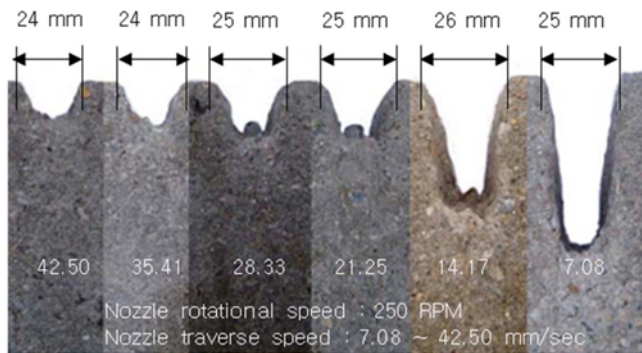 24 mm 24 mm 25 mm 25 mm 26 mm 25 mm
42.50 35.41 28.33 21.25 14.17 7.08
Nozzle rotational speed : 250 RPM
Nozzle traverse speed : 7.08 ~ 42.50 mm/sec